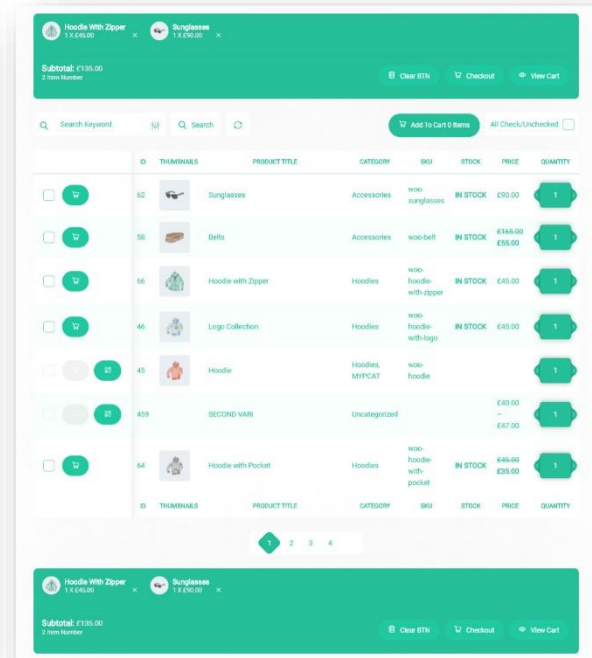 Hoodie With Zipper
1 X £45.00 ×
Sunglasses
1 X £90.00 ×
Subtotal: £135.00
2 Item Number
Clear BTN Checkout View Cart
Search Keyword Search Add To Cart 0 Items All Check/Unchecked
ID THUMBNAILS PRODUCT TITLE CATEGORY SKU STOCK PRICE QUANTITY
62 Sunglasses Accessories woo-sunglasses IN STOCK £90.00 1
58 Belts Accessories woo-belt IN STOCK £165.00 £55.00 1
66 Hoodie with Zipper Hoodies woo-hoodie-with-zipper IN STOCK £45.00 1
46 Logo Collection Hoodies woo-hoodie-with-logo IN STOCK £45.00 1
45 Hoodie Hoodies, MYPCAT woo-hoodie 1
459 SECOND VARI Uncategorized £40.00 – £47.00 1
64 Hoodie with Pocket Hoodies woo-hoodie-with-pocket IN STOCK £45.00 £35.00 1
ID THUMBNAILS PRODUCT TITLE CATEGORY SKU STOCK PRICE QUANTITY
1 2 3 4
Hoodie With Zipper
1 X £45.00 ×
Sunglasses
1 X £90.00 ×
Subtotal: £135.00
2 Item Number
Clear BTN Checkout View Cart